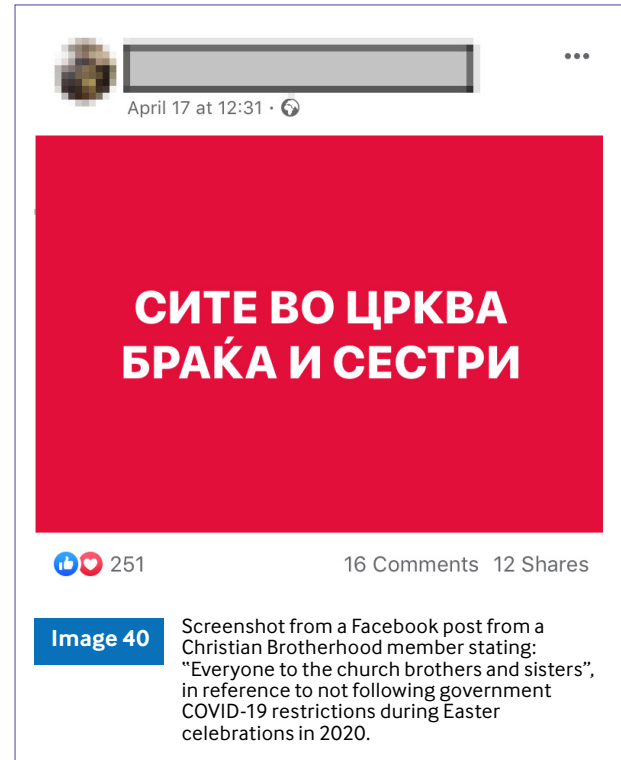 April 17 at 12:31 ·
СИТЕ ВО ЦРКВА
БРАЌА И СЕСТРИ
251
16 Comments 12 Shares
Image 40
Screenshot from a Facebook post from a
Christian Brotherhood member stating:
“Everyone to the church brothers and sisters”,
in reference to not following government
COVID-19 restrictions during Easter
celebrations in 2020.